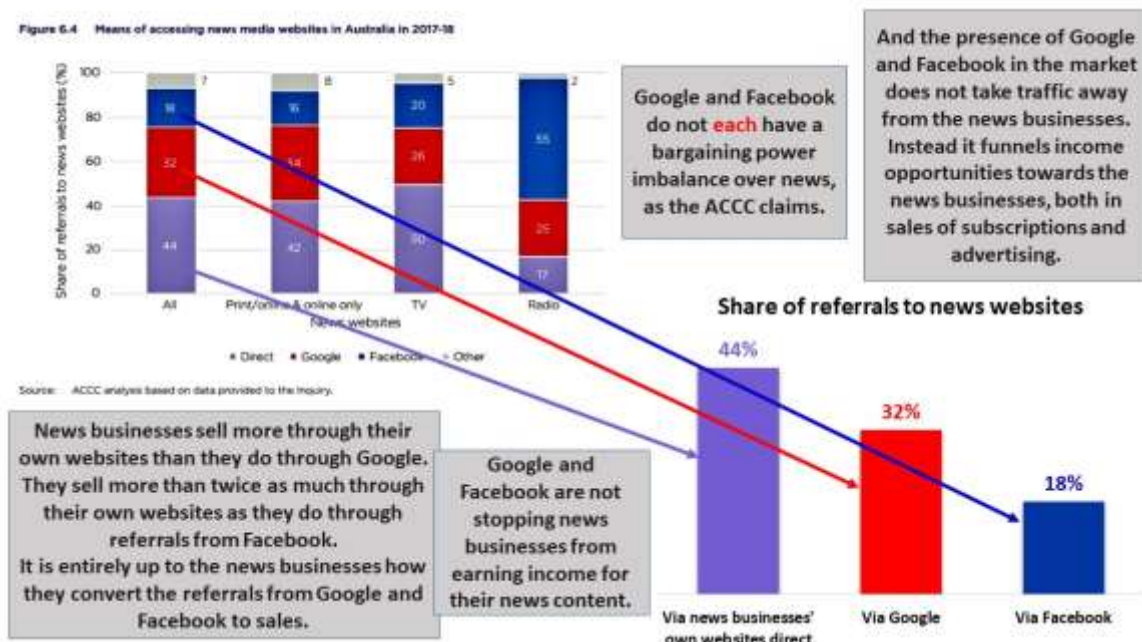 Figure 6.4 Means of accessing news media websites in Australia in 2017-18
Share of referrals to news websites (%)
100
80
60
40
20
0
7
18
32
44
8
16
34
42
5
20
26
50
2
55
25
17
All
Print/online & online only
TV
Radio
News websites
Direct Google Facebook Other
Source: ACCC analysis based on data provided to the Inquiry.
Google and Facebook
do not each have a
bargaining power
imbalance over news,
as the ACCC claims.
And the presence of Google
and Facebook in the market
does not take traffic away
from the news businesses.
Instead it funnels income
opportunities towards the
news businesses, both in
sales of subscriptions and
advertising.
News businesses sell more through their
own websites than they do through Google.
They sell more than twice as much through
their own websites as they do through
referrals from Facebook.
It is entirely up to the news businesses how
they convert the referrals from Google and
Facebook to sales.
Google and
Facebook are not
stopping news
businesses from
earning income for
their news content.
Share of referrals to news websites
44%
32%
18%
Via news businesses'
own websites direct
Via Google
Via Facebook